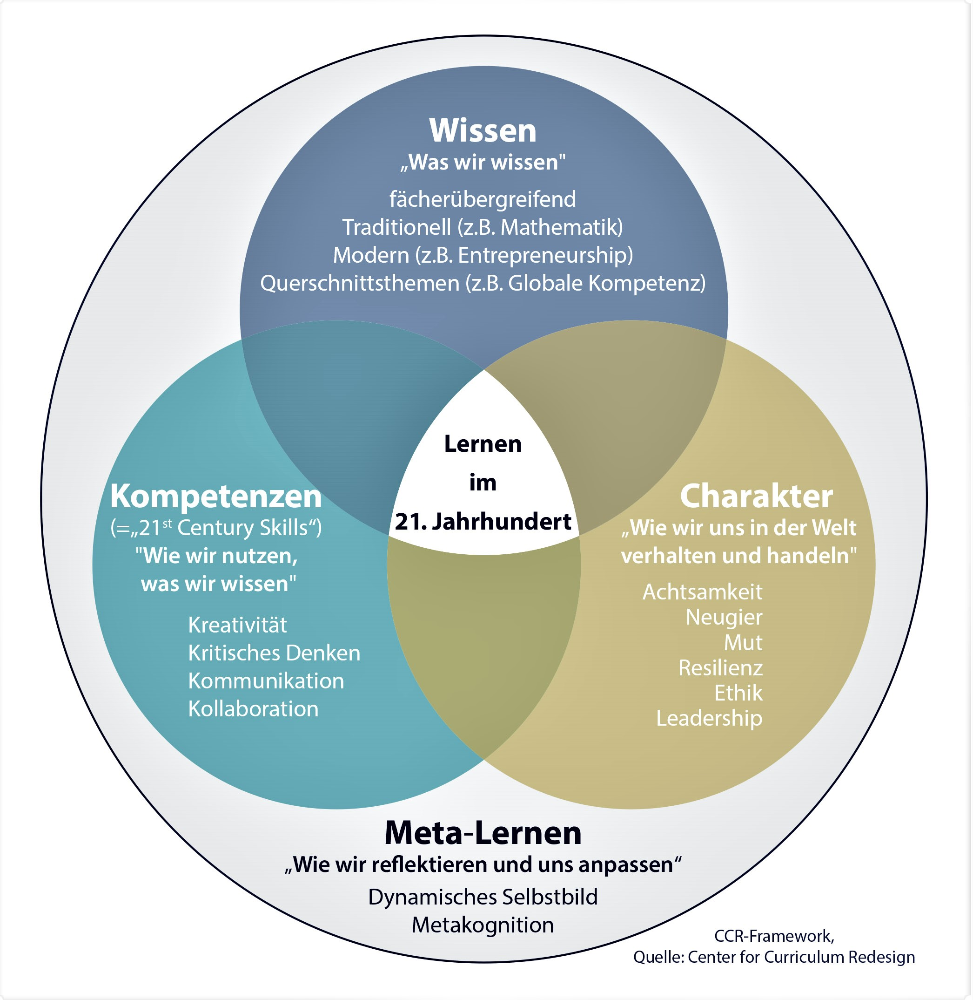 Wissen
„Was wir wissen"
fächerübergreifend
Traditionell (z.B. Mathematik)
Modern (z.B. Entrepreneurship)
Querschnittsthemen (z.B. Globale Kompetenz)
Lernen
im
21. Jahrhundert
Kompetenzen
(=„21st Century Skills“)
"Wie wir nutzen,
was wir wissen"
Kreativität
Kritisches Denken
Kommunikation
Kollaboration
Charakter
„Wie wir uns in der Welt
verhalten und handeln"
Achtsamkeit
Neugier
Mut
Resilienz
Ethik
Leadership
Meta-Lernen
„Wie wir reflektieren und uns anpassen“
Dynamisches Selbstbild
Metakognition
CCR-Framework,
Quelle: Center for Curriculum Redesign